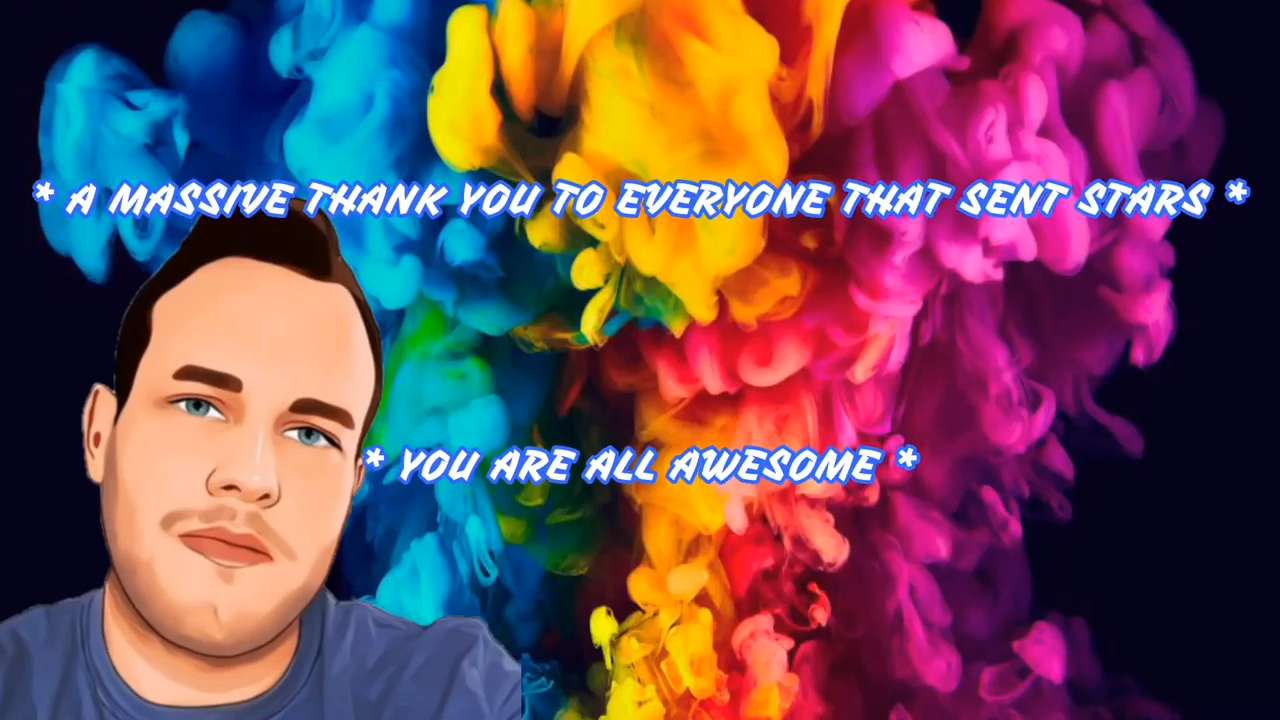 * A MASSIVE THANK YOU TO EVERYONE THAT SENT STARS *
* YOU ARE ALL AWESOME *